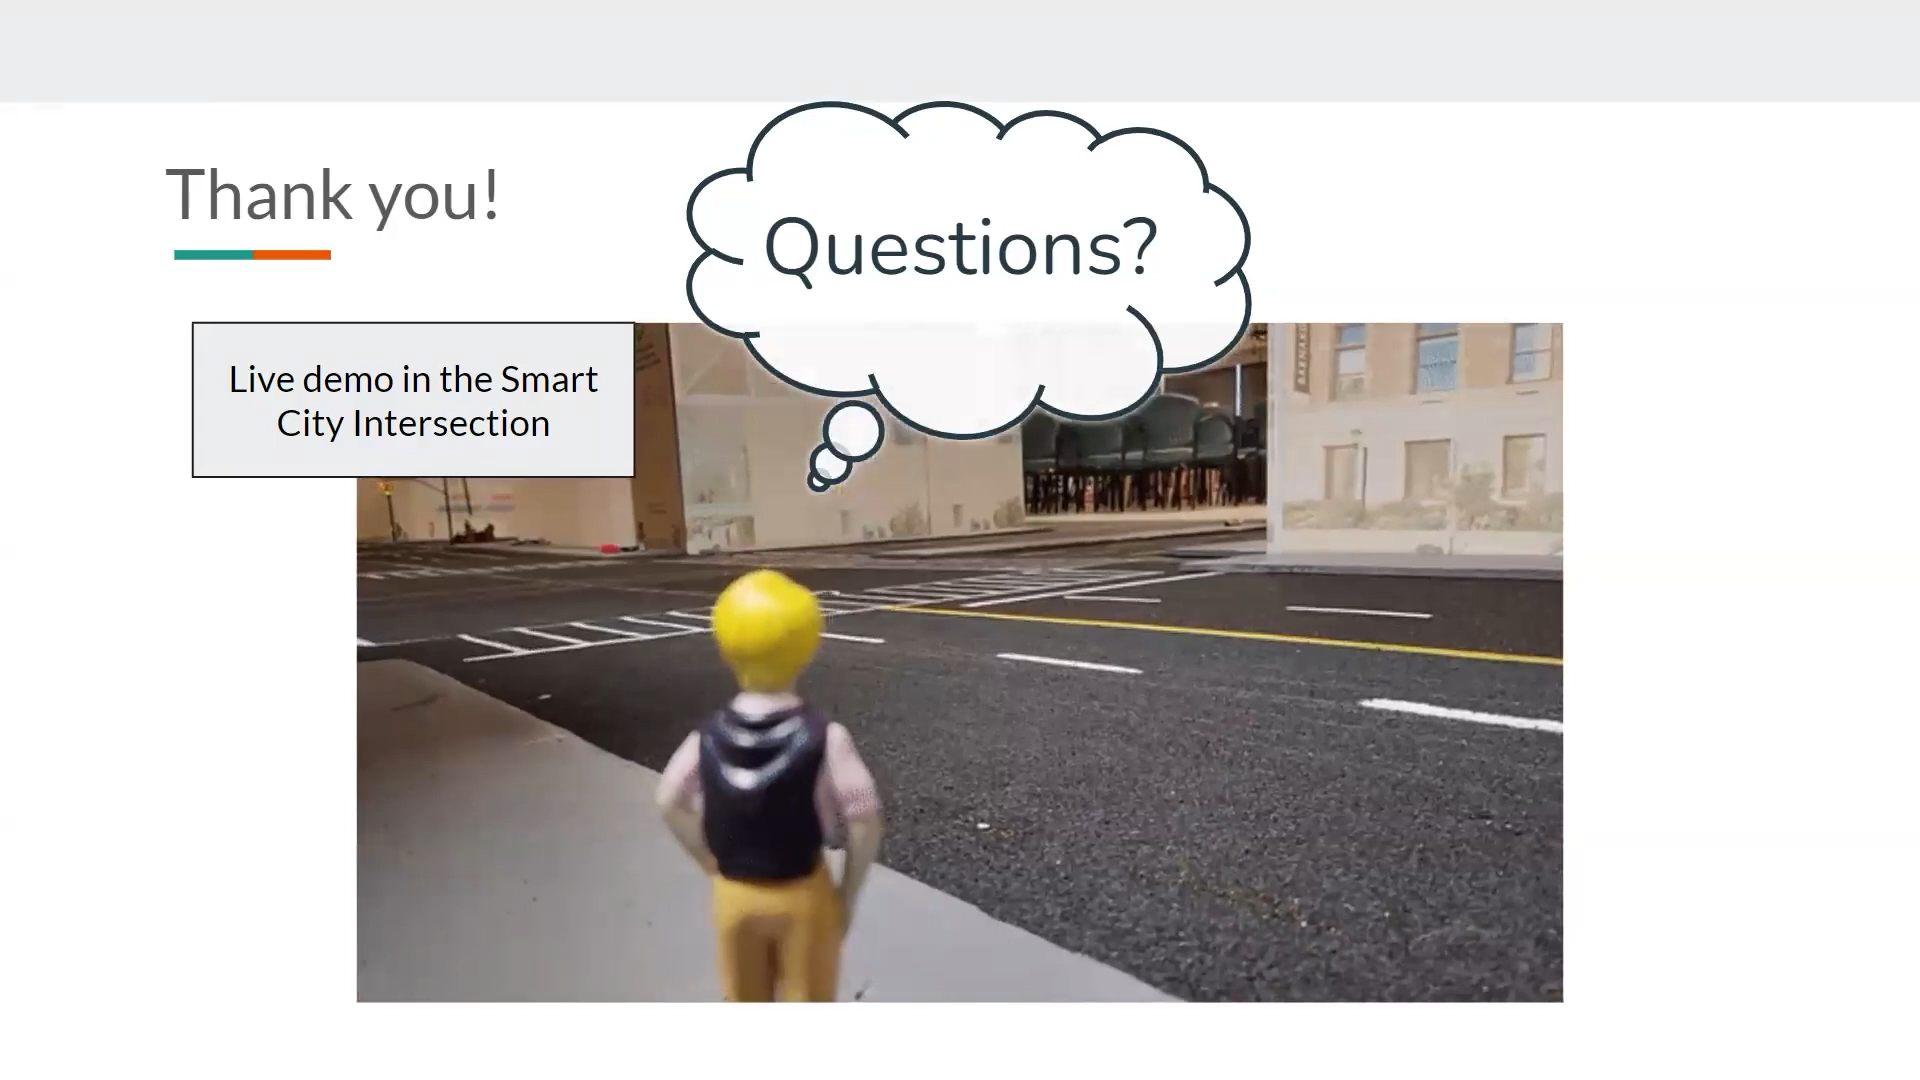 Thank you!
Questions?
Live demo in the Smart
City Intersection